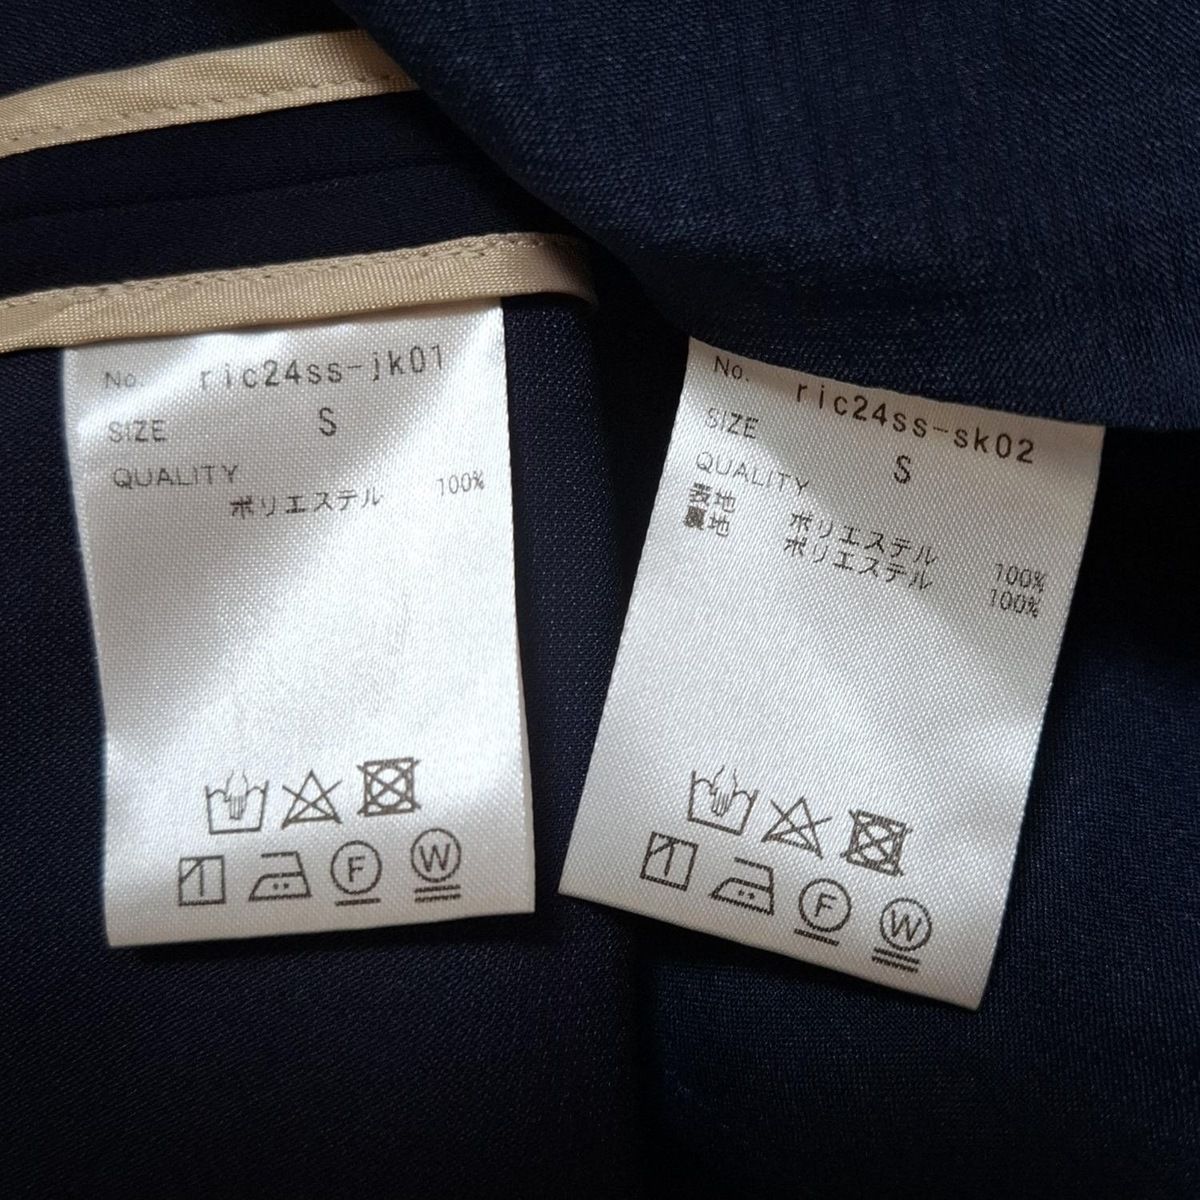 No. ric24ss-jk01
SIZE S
QUALITY
ポリエステル 100%
F W
No. ric24ss-sk02
SIZE S
QUALITY
表地 ポリエステル 100%
裏地 ポリエステル 100%
F W